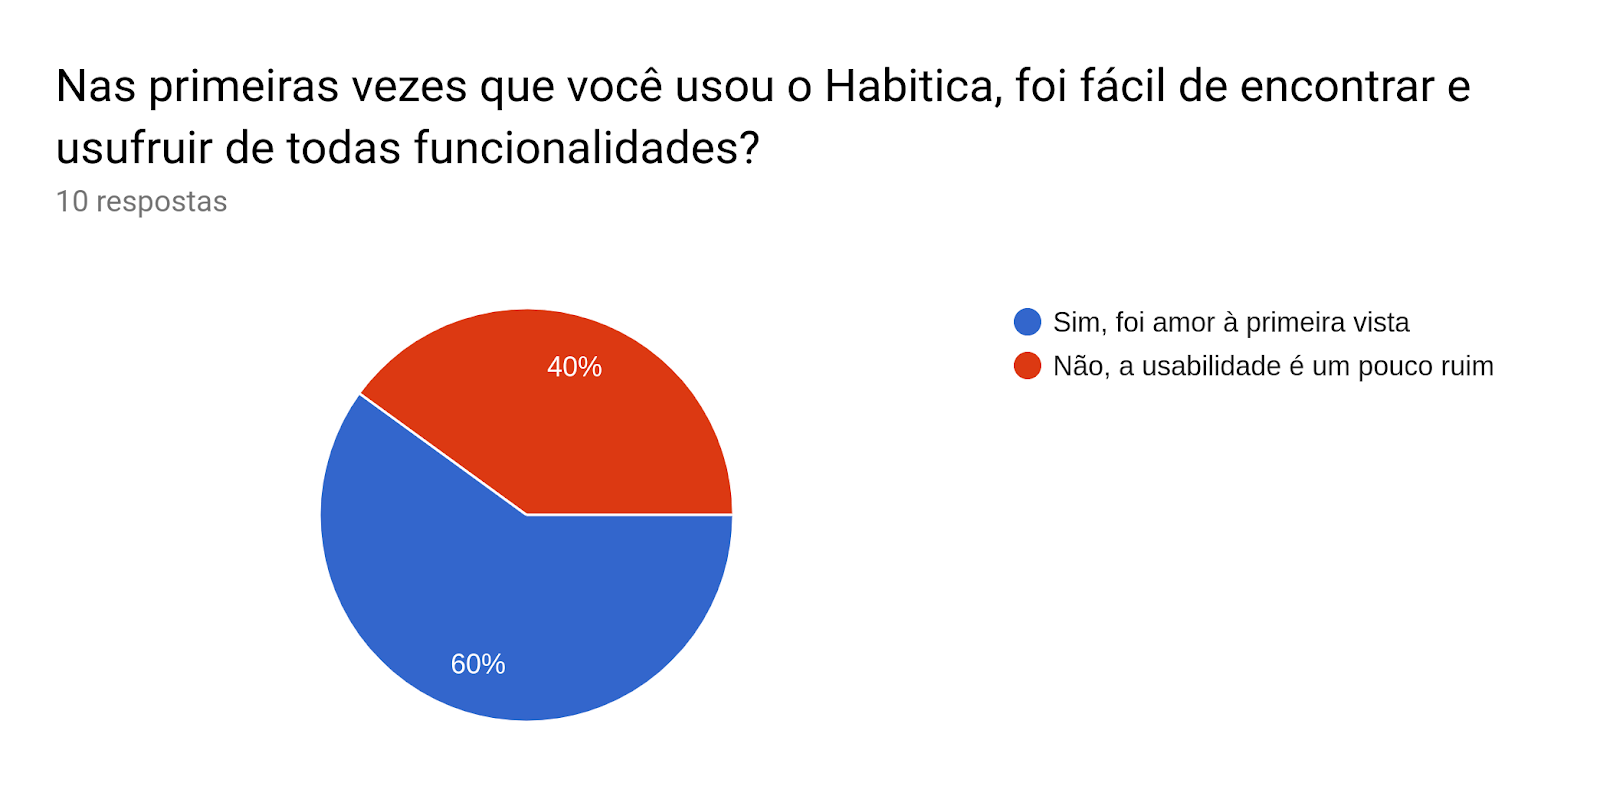 Nas primeiras vezes que você usou o Habitica, foi fácil de encontrar e
usufruir de todas funcionalidades?
10 respostas
Sim, foi amor à primeira vista
Não, a usabilidade é um pouco ruim
40%
60%